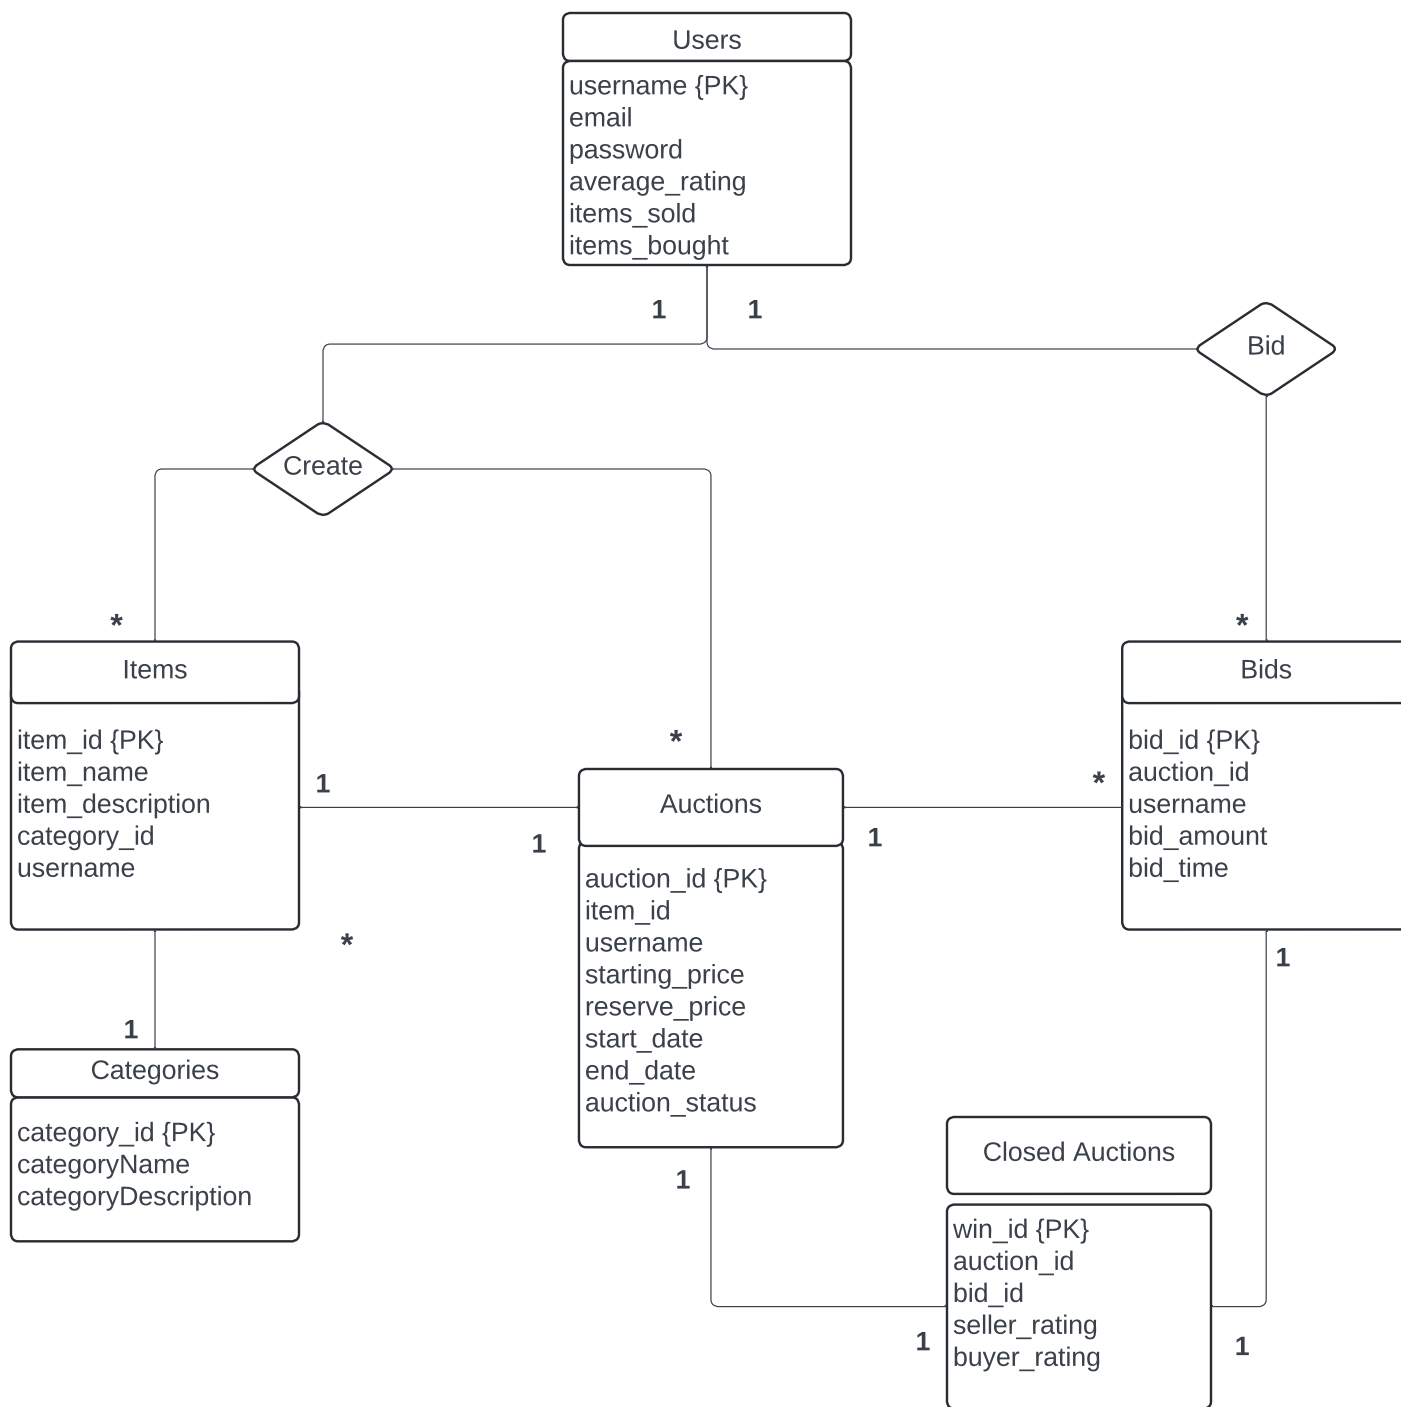 Users
username {PK}
email
password
average_rating
items_sold
items_bought
1
1
Bid
Create
*
*
Items
item_id {PK}
item_name
item_description
category_id
username
*
1
1
Auctions
auction_id {PK}
item_id
username
starting_price
reserve_price
start_date
end_date
auction_status
*
1
Bids
bid_id {PK}
auction_id
username
bid_amount
bid_time
*
1
1
Categories
category_id {PK}
categoryName
categoryDescription
1
Closed Auctions
win_id {PK}
auction_id
bid_id
seller_rating
buyer_rating
1
1